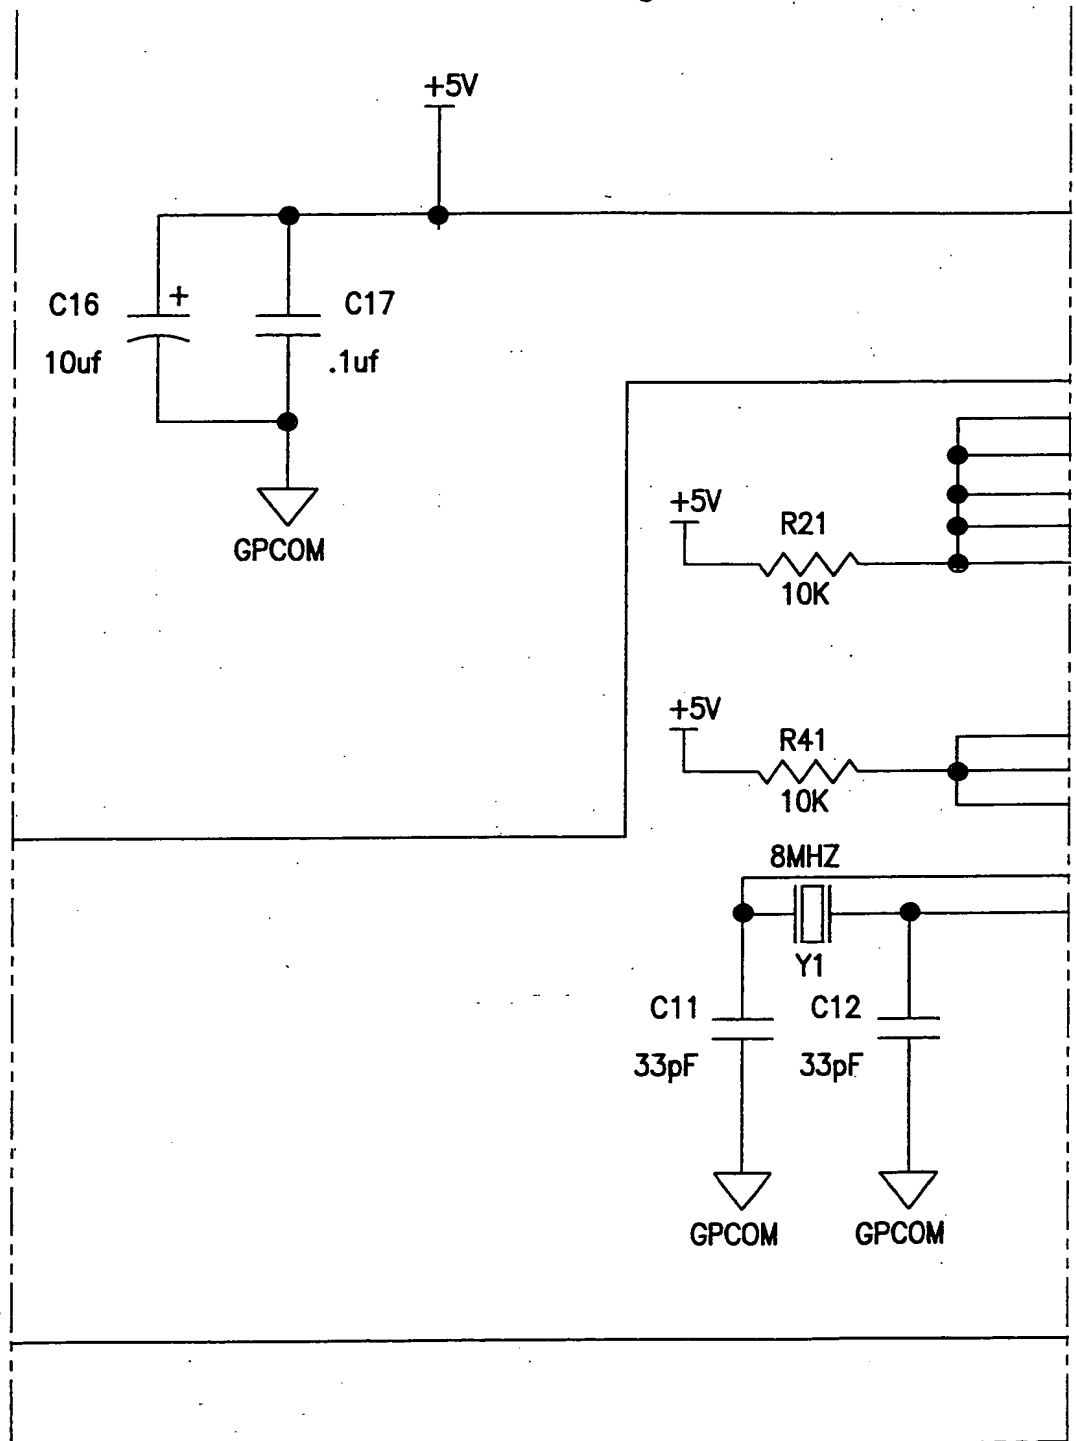 +5V
C16
+
C17
10uf
.1uf
GPCOM
+5V
R21
10K
+5V
R41
10K
8MHZ
Y1
C11
C12
33pF
33pF
GPCOM
GPCOM